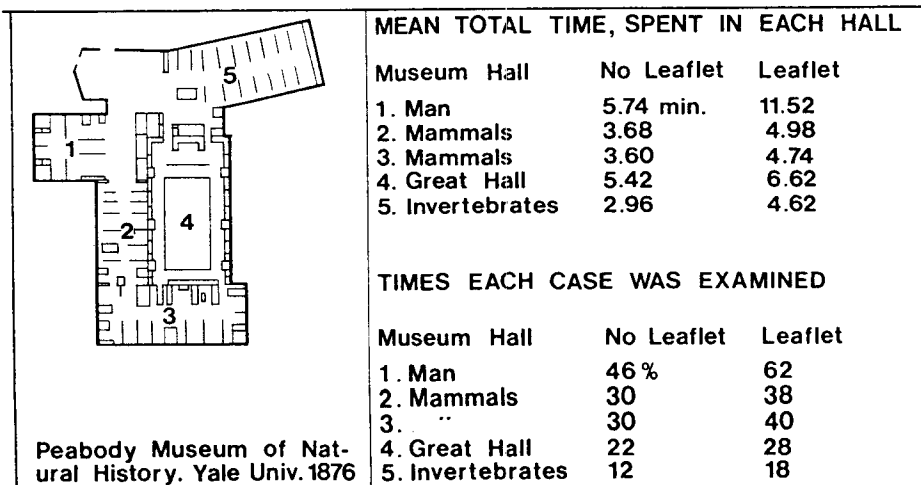 5
1
4
2
3
Peabody Museum of Nat-
ural History. Yale Univ. 1876
MEAN TOTAL TIME, SPENT IN EACH HALL
Museum Hall No Leaflet Leaflet
1. Man 5.74 min. 11.52
2. Mammals 3.68 4.98
3. Mammals 3.60 4.74
4. Great Hall 5.42 6.62
5. Invertebrates 2.96 4.62
TIMES EACH CASE WAS EXAMINED
Museum Hall No Leaflet Leaflet
1. Man 46% 62
2. Mammals 30 38
3. " 30 40
4. Great Hall 22 28
5. Invertebrates 12 18